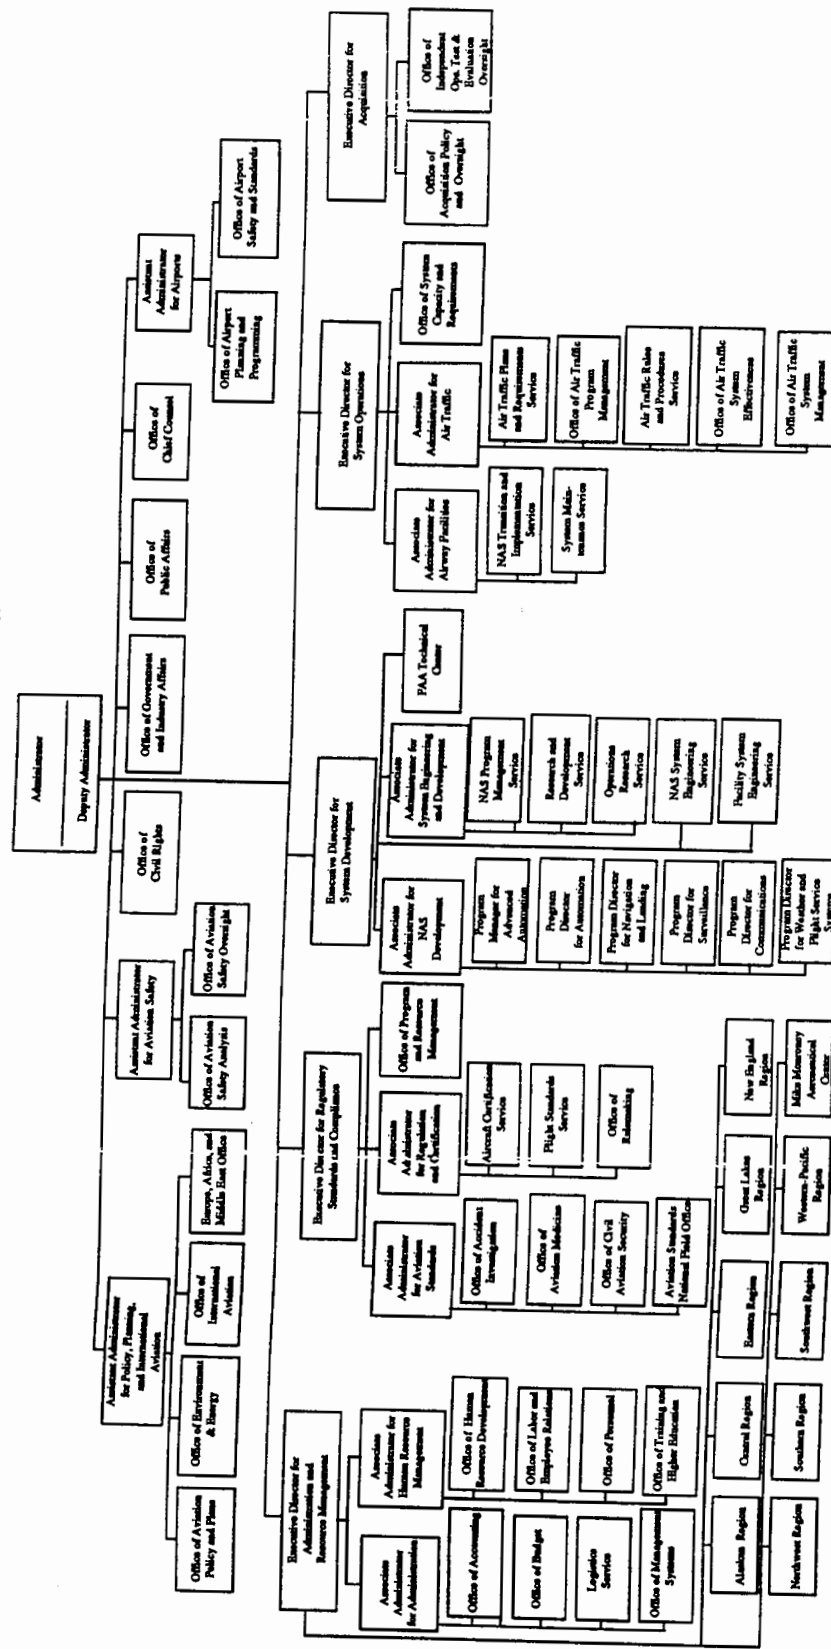 Administrator
Deputy Administrator
Assistant Administrator
for Policy, Planning,
and International
Aviation
Office of Aviation
Policy and Plans
Office of Environment
& Energy
Office of
International
Aviation
Europe, Africa, and
Middle East Office
Assistant Administrator
for Aviation Safety
Office of Aviation
Safety Analysis
Office of Aviation
Safety Oversight
Office of
Civil Rights
Office of Government
and Industry Affairs
Office of
Public Affairs
Office of
Chief Counsel
Assistant
Administrator
for Airports
Office of Airport
Planning and
Programming
Office of Airport
Safety and Standards
Executive Director for
Administration and
Resource Management
Associate
Administrator
for Administration
Office of Accounting
Office of Budget
Logistics
Service
Office of Management
Systems
Associate
Administrator for
Human Resource
Management
Office of Human
Resource Development
Office of Labor and
Employee Relations
Office of Personnel
Office of Training and
Higher Education
Executive Director for Regulatory
Standards and Compliance
Associate
Administrator
for Aviation
Standards
Office of Accident
Investigation
Office of
Aviation Medicine
Office of Civil
Aviation Security
Aviation Standards
National Field Office
Associate
Administrator
for Regulation
and Certification
Aircraft Certification
Service
Flight Standards
Service
Office of
Rulemaking
Office of Program
and Resource
Management
Executive Director for
System Development
Associate
Administrator for
NAS
Development
Program
Manager for
Advanced
Automation
Program
Director
for Automation
Program Director
for Navigation
and Landing
Program
Director for
Surveillance
Program
Director for
Communications
Program Director
for Weather and
Flight Service
Systems
Associate
Administrator for
System Engineering
and Development
NAS Program
Management
Service
Research and
Development
Service
Operations
Research
Service
NAS System
Engineering
Service
Facility System
Engineering
Service
FAA Technical
Center
Executive Director for
System Operations
Associate
Administrator for
Airway Facilities
NAS Transition and
Implementation
Service
System Main-
tenance Service
Associate
Administrator for
Air Traffic
Air Traffic Plans
and Requirements
Service
Office of Air Traffic
Program
Management
Air Traffic Rules
and Procedures
Service
Office of Air Traffic
System
Effectiveness
Office of Air Traffic
System
Management
Office of System
Capacity and
Requirements
Executive Director for
Acquisition
Office of
Acquisition Policy
and Oversight
Office of
Independent
Ops. Test &
Evaluation
Oversight
Alaskan Region
Central Region
Eastern Region
Great Lakes
Region
New England
Region
Northwest Region
Southern Region
Southwest Region
Western-Pacific
Region
Mike Monroney
Aeronautical
Center